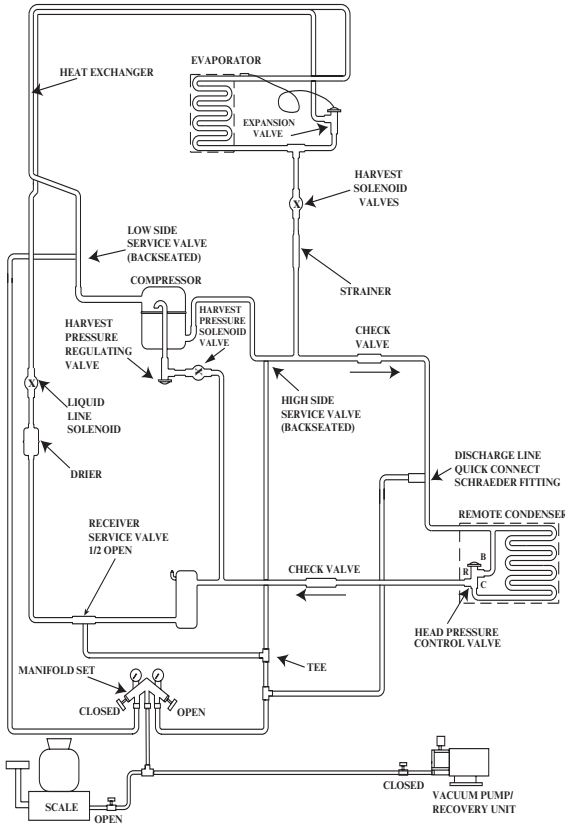 EVAPORATOR
HEAT EXCHANGER
EXPANSION
VALVE
HARVEST
SOLENOID
VALVES
LOW SIDE
SERVICE VALVE
(BACKSEATED)
STRAINER
COMPRESSOR
HARVEST
PRESSURE
SOLENOID
VALVE
HARVEST
PRESSURE
REGULATING
VALVE
CHECK
VALVE
X
X
X
LIQUID
LINE
SOLENOID
HIGH SIDE
SERVICE VALVE
(BACKSEATED)
DRIER
DISCHARGE LINE
QUICK CONNECT
SCHRAEDER FITTING
RECEIVER
SERVICE VALVE
1/2 OPEN
REMOTE CONDENSER
B
R
C
CHECK VALVE
HEAD PRESSURE
CONTROL VALVE
TEE
MANIFOLD SET
CLOSED
OPEN
SCALE
OPEN
CLOSED
VACUUM PUMP/
RECOVERY UNIT